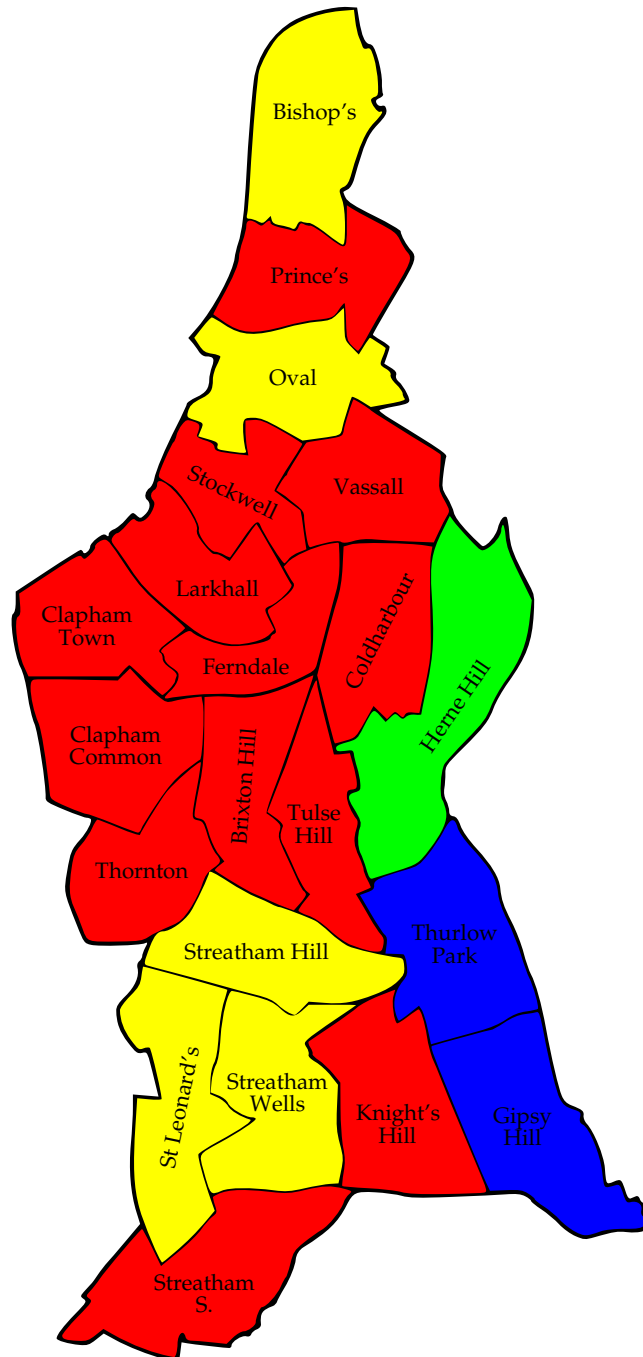 Bishop's
Prince's
Oval
Stockwell
Vassall
Larkhall
Clapham
Town
Ferndale
Coldharbour
Herne Hill
Clapham
Common
Brixton Hill
Tulse
Hill
Thornton
Streatham Hill
Thurlow
Park
St Leonard's
Streatham
Wells
Knight's
Hill
Gipsy
Hill
Streatham
S.